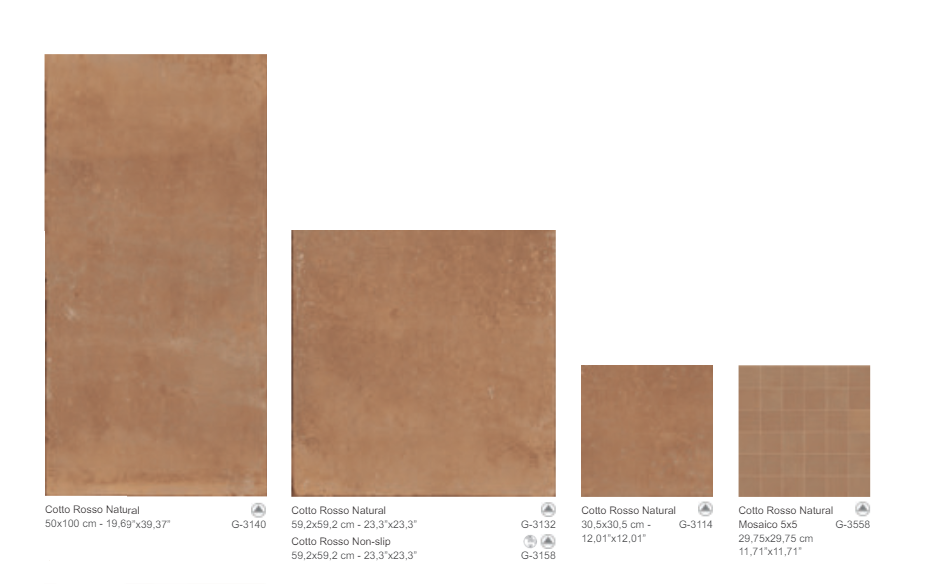 Cotto Rosso Natural
50x100 cm - 19,69"x39,37" G-3140
Cotto Rosso Natural
59,2x59,2 cm - 23,3"x23,3" G-3132
Cotto Rosso Non-slip
59,2x59,2 cm - 23,3"x23,3" G-3158
Cotto Rosso Natural
30,5x30,5 cm - G-3114
12,01"x12,01"
Cotto Rosso Natural
Mosaico 5x5 G-3558
29,75x29,75 cm
11,71"x11,71"